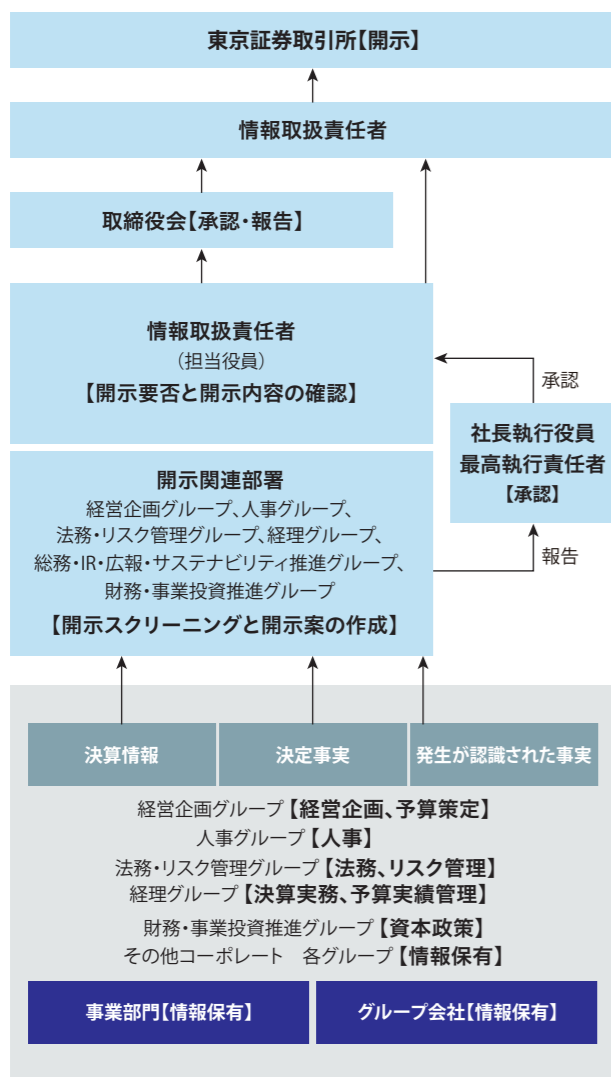 東京証券取引所【開示】
情報取扱責任者
取締役会【承認・報告】
情報取扱責任者
（担当役員）
【開示要否と開示内容の確認】
承認
社長執行役員
最高執行責任者
【承認】
報告
開示関連部署
経営企画グループ、人事グループ、
法務・リスク管理グループ、経理グループ、
総務・IR・広報・サステナビリティ推進グループ、
財務・事業投資推進グループ
【開示スクリーニングと開示案の作成】
決算情報
決定事実
発生が認識された事実
経営企画グループ【経営企画、予算策定】
人事グループ【人事】
法務・リスク管理グループ【法務、リスク管理】
経理グループ【決算実務、予算実績管理】
財務・事業投資推進グループ【資本政策】
その他コーポレート　各グループ【情報保有】
事業部門【情報保有】
グループ会社【情報保有】